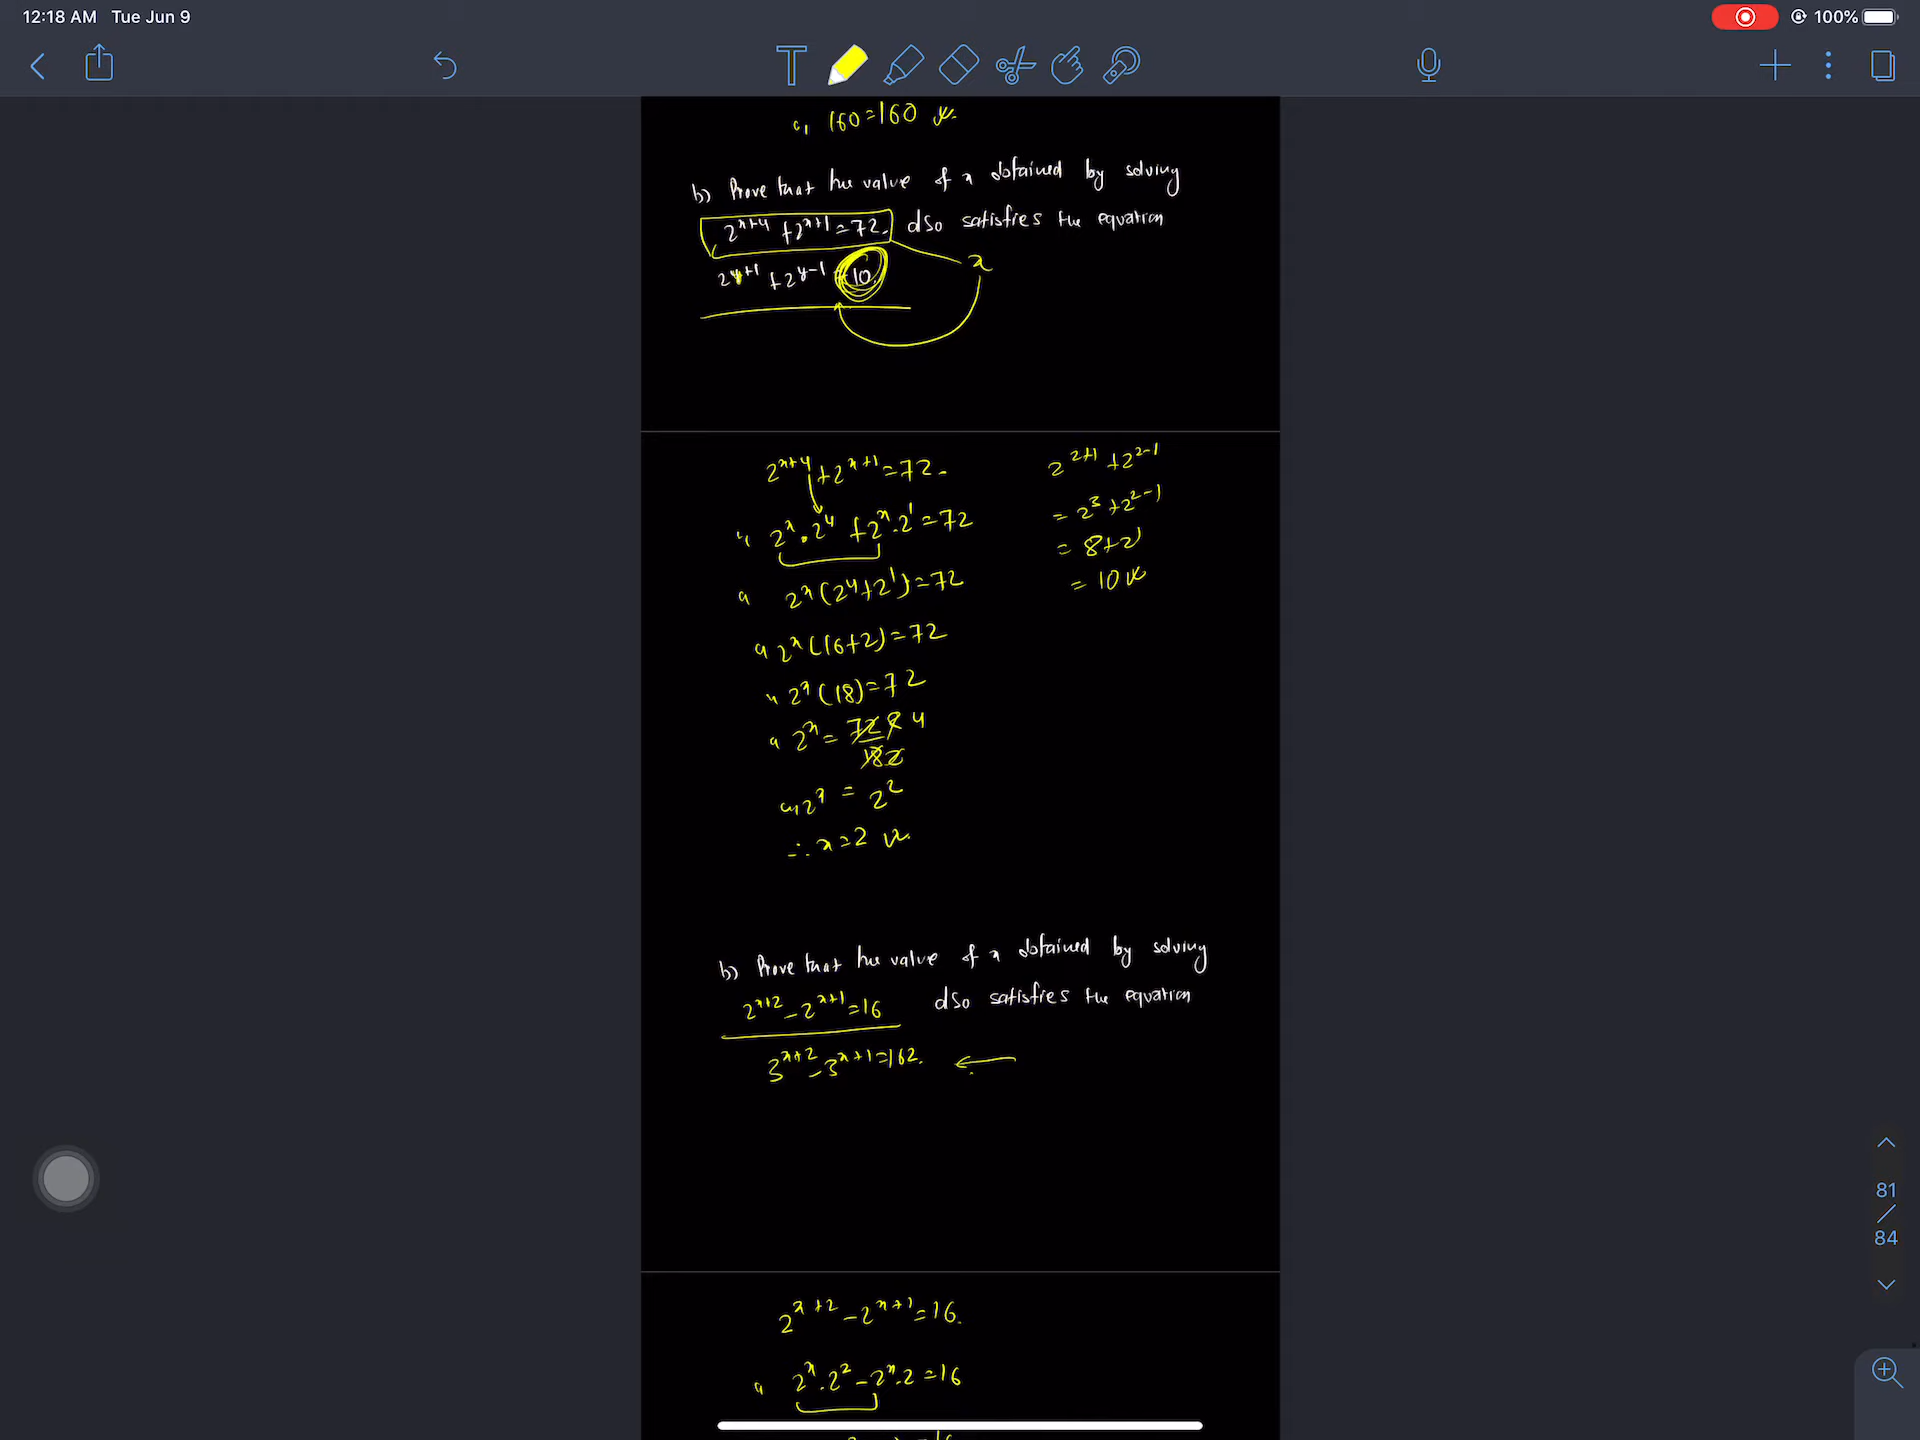 12:18 AM Tue Jun 9
100%
160=160
b) Prove that the value of x obtained by solving
2^{x+4} + 2^{x+1} = 72. also satisfies the equation
2^{x+1} + 2^{x-1} = 10.
x
2^{x+4} + 2^{x+1} = 72.
2^x . 2^4 + 2^x . 2^1 = 72
2^x (2^4 + 2^1) = 72
2^x (16+2) = 72
2^x (18) = 72
2^x = 72 8 4
18 2
2^x = 2^2
∴ x = 2
2^{2+1} + 2^{2-1}
= 2^3 + 2^{2-1}
= 8+2
= 10
b) Prove that the value of x obtained by solving
2^{x+2} - 2^{x+1} = 16 also satisfies the equation
3^{x+2} - 3^{x+1} = 162.
2^{x+2} - 2^{x+1} = 16.
2^x . 2^2 - 2^x . 2 = 16
81
/
84